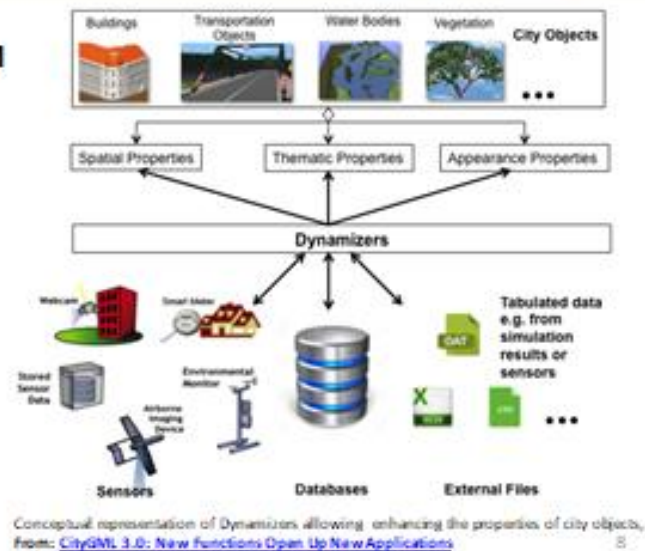 Buildings
Transportation
Objects
Water Bodies
Vegetation
City Objects
Spatial Properties
Thematic Properties
Appearance Properties
Dynamizers
Webcam
Smart Meter
Tabulated data
e.g. from
simulation
results or
sensors
DAT
Stored
Sensor
Data
Environmental
Monitor
Airborne
Imaging
Device
Sensors
Databases
External Files
Conceptual representation of Dynamizers allowing enhancing the properties of city objects,
From: CityGML 3.0: New Functions Open Up New Applications
8